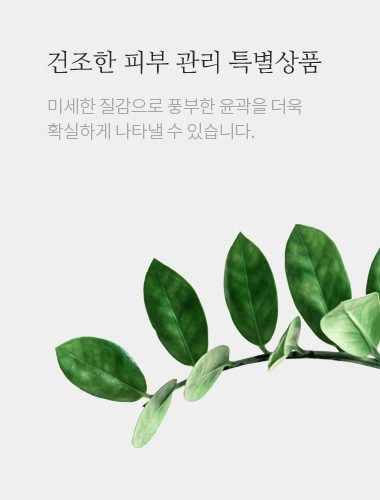 건조한 피부 관리 특별상품
미세한 질감으로 풍부한 윤곽을 더욱
확실하게 나타낼 수 있습니다.